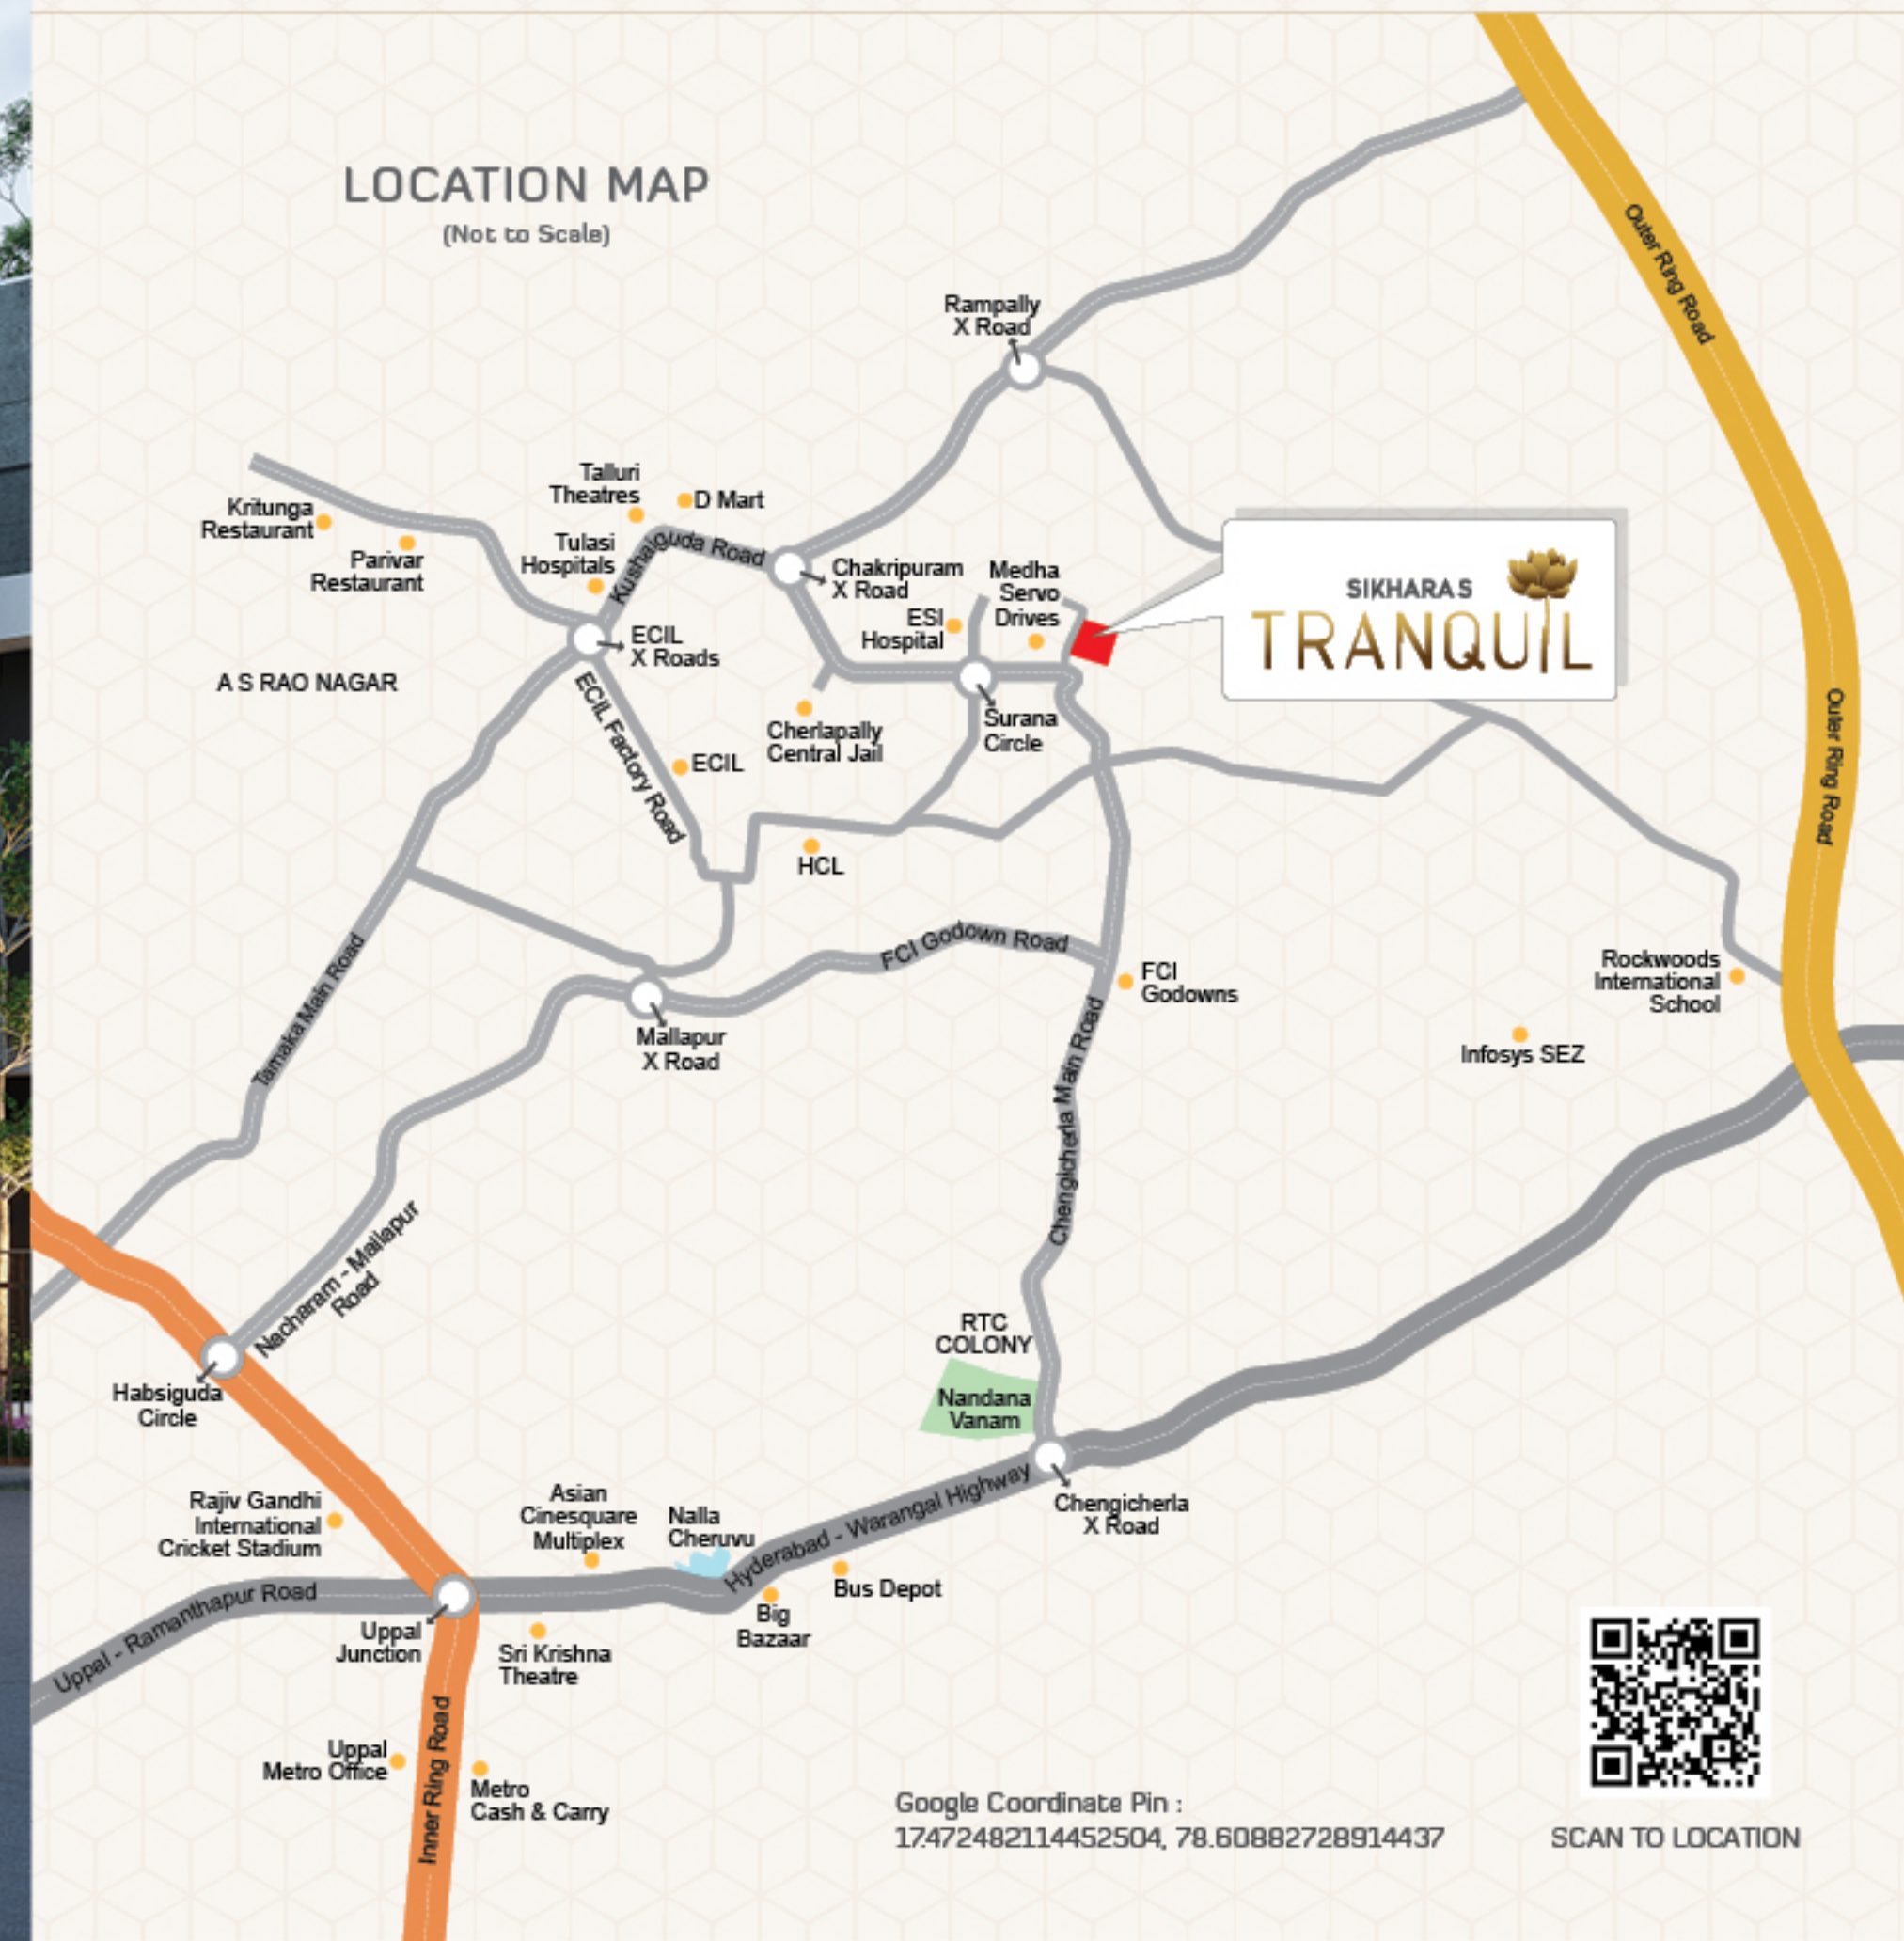 LOCATION MAP
(Not to Scale)
Outer Ring Road
Rampally
X Road
Talluri
Theatres
D Mart
Kritunga
Restaurant
Parivar
Restaurant
Tulasi
Hospitals
Kushaiguda Road
Chakripuram
X Road
Medha
Servo
Drives
ESI
Hospital
SIKHARAS
TRANQUIL
ECIL
X Roads
A S RAO NAGAR
ECIL Factory Road
Cherlapally
Central Jail
Surana
Circle
Outer Ring Road
ECIL
HCL
Tarnaka Main Road
FCI Godown Road
FCI
Godowns
Rockwoods
International
School
Mallapur
X Road
Infosys SEZ
Chengicherla Main Road
Nacharam - Mallapur
Road
RTC
COLONY
Nandana
Vanam
Habsiguda
Circle
Rajiv Gandhi
International
Cricket Stadium
Asian
Cinesquare
Multiplex
Nalla
Cheruvu
Hyderabad - Warangal Highway
Chengicherla
X Road
Bus Depot
Big
Bazaar
Uppal - Ramanthapur Road
Uppal
Junction
Sri Krishna
Theatre
Inner Ring Road
Uppal
Metro Office
Metro
Cash & Carry
Google Coordinate Pin :
17.472482114452504, 78.60882728914437
SCAN TO LOCATION